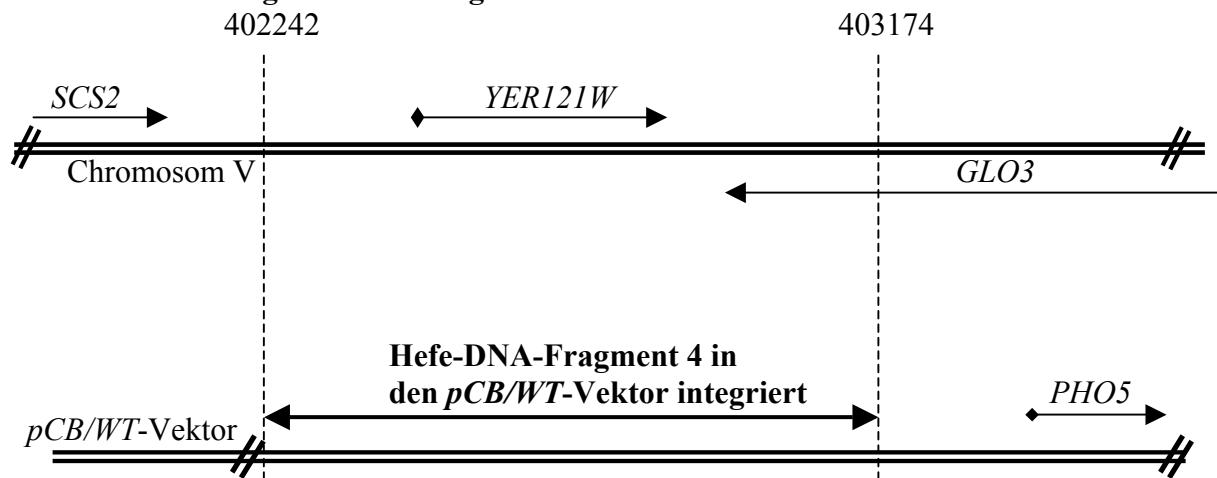 402242 403174
SCS2 YER121W
Chromosom V GLO3
Hefe-DNA-Fragment 4 in
den pCB/WT-Vektor integriert
PHO5
pCB/WT-Vektor